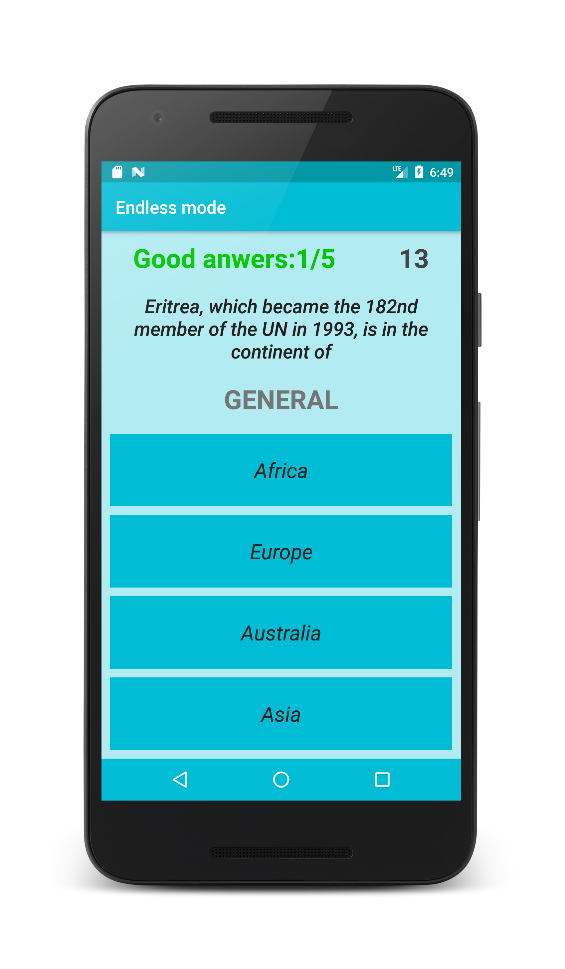 LTE 6:49
Endless mode
Good anwers:1/5 13
Eritrea, which became the 182nd
member of the UN in 1993, is in the
continent of
GENERAL
Africa
Europe
Australia
Asia